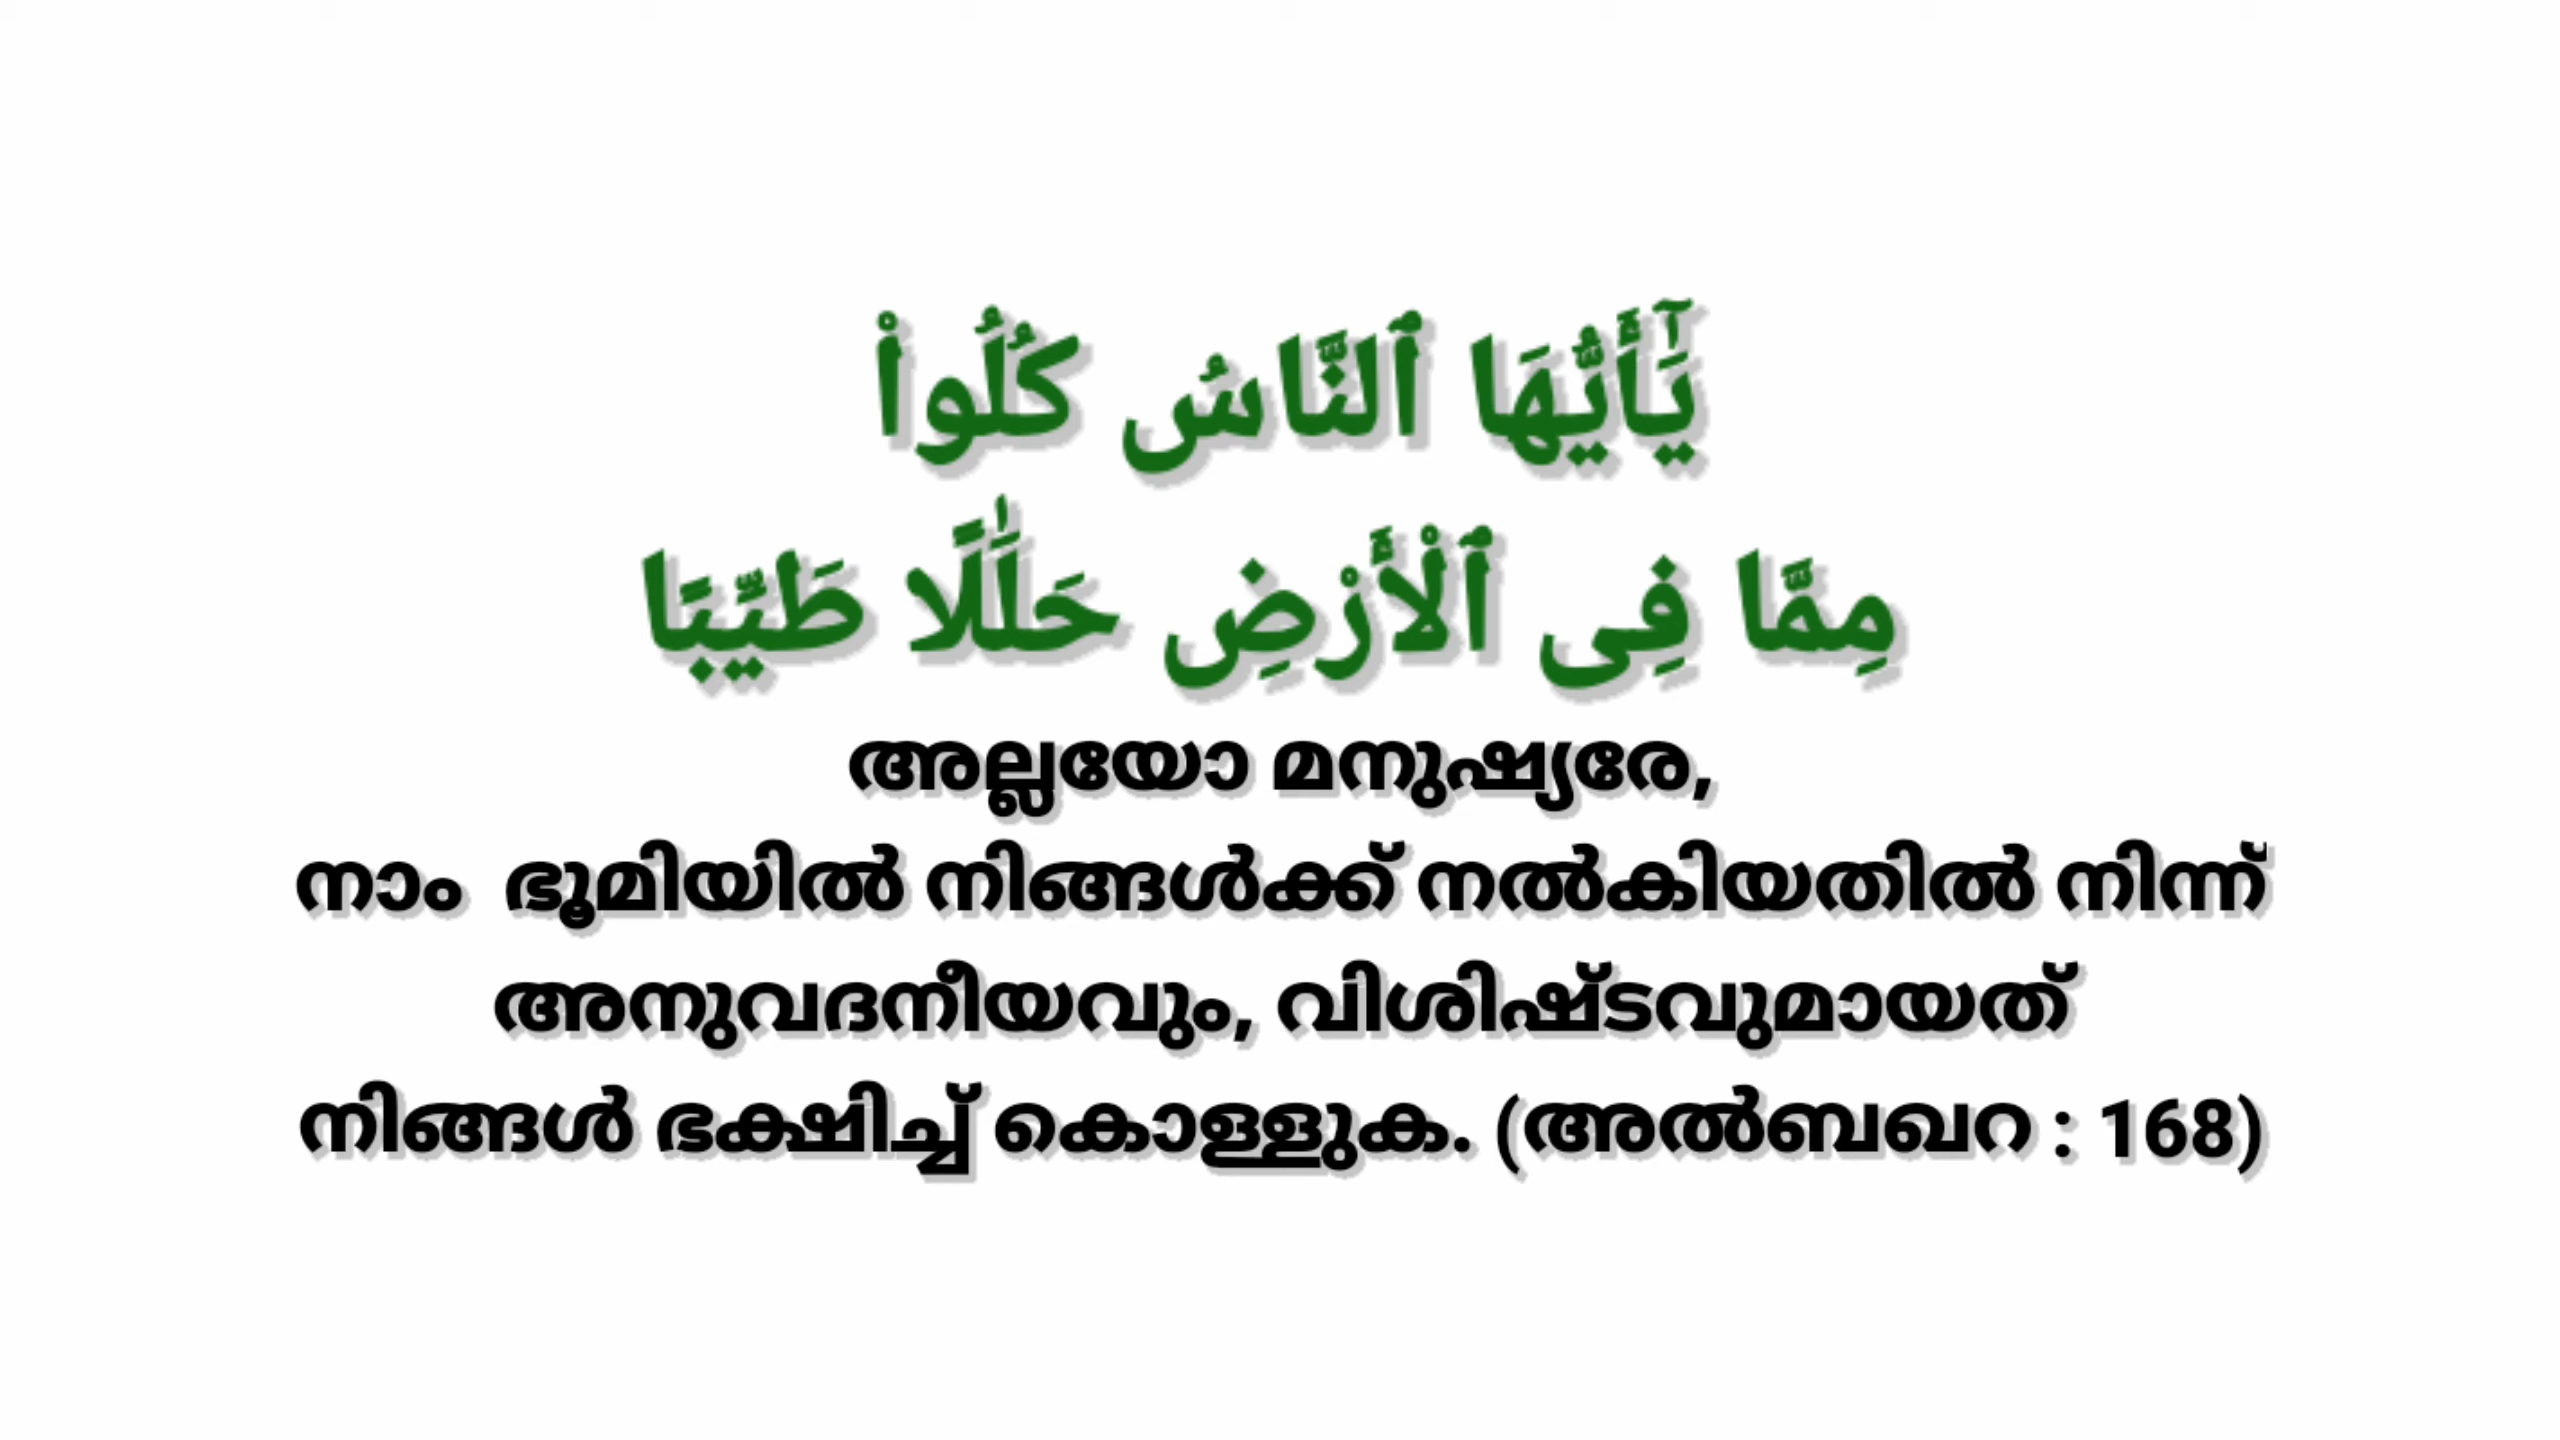 يَٰٓأَيُّهَا ٱلنَّاسُ كُلُوا۟
مِمَّا فِى ٱلْأَرْضِ حَلَٰلًا طَيِّبًا
അല്ലയോ മനുഷ്യരേ,
നാം ഭൂമിയിൽ നിങ്ങൾക്ക് നൽകിയതിൽ നിന്ന്
അനുവദനീയവും, വിശിഷ്ടവുമായത്
നിങ്ങൾ ഭക്ഷിച്ച് കൊള്ളുക. (അൽബഖറ : 168)